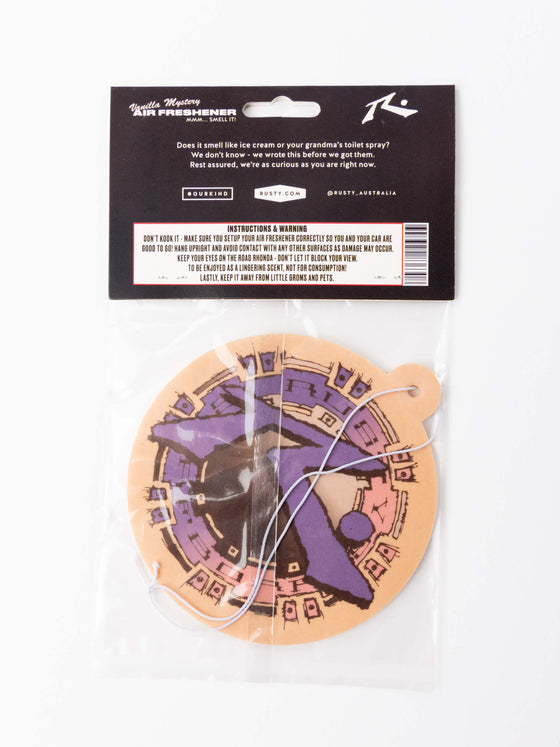 Vanilla Mystery
AIR FRESHENER
MMM... SMELL IT!
Does it smell like ice cream or your grandma's toilet spray?
We don't know - we wrote this before we got them.
Rest assured, we're as curious as you are right now.
#OURKIND
RUSTY.COM
@RUSTY_AUSTRALIA
INSTRUCTIONS & WARNING
DON'T KOOK IT - MAKE SURE YOU SETUP YOUR AIR FRESHENER CORRECTLY SO YOU AND YOUR CAR ARE
GOOD TO GO! HANG UPRIGHT AND AVOID CONTACT WITH ANY OTHER SURFACES AS DAMAGE MAY OCCUR.
KEEP YOUR EYES ON THE ROAD RHONDA - DON'T LET IT BLOCK YOUR VIEW.
TO BE ENJOYED AS A LINGERING SCENT, NOT FOR CONSUMPTION!
LASTLY, KEEP IT AWAY FROM LITTLE GROMS AND PETS.